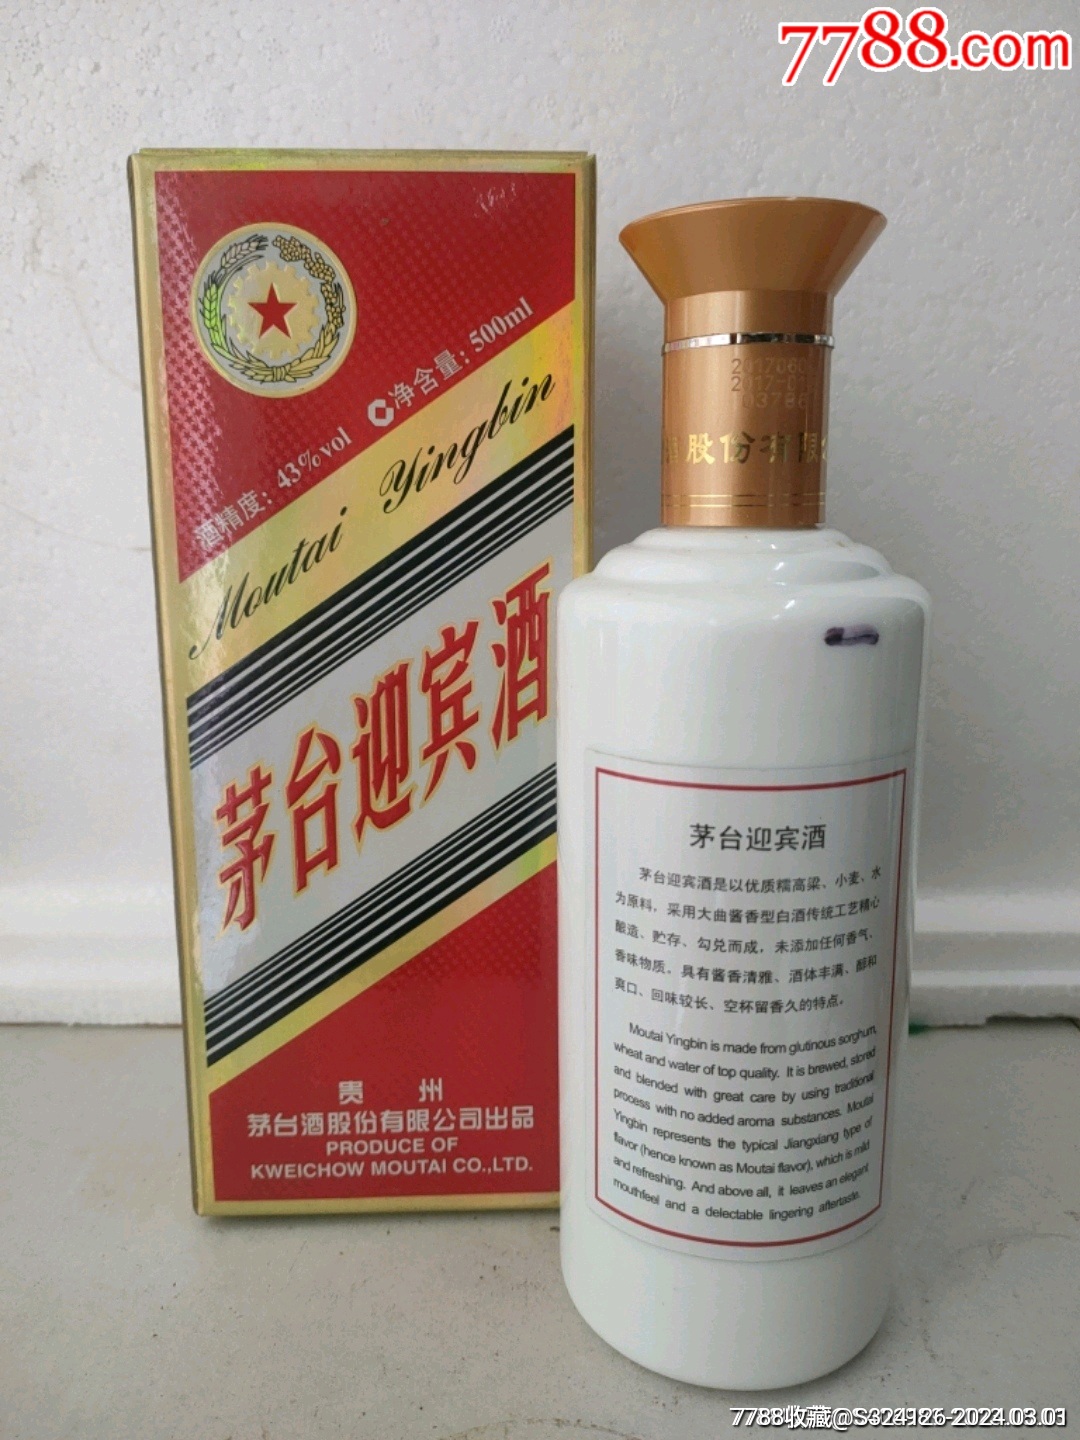 7788.com
净含量：500ml
酒精度：43%vol
Moutai Yingbin
茅台迎宾酒
贵 州
茅台酒股份有限公司出品
PRODUCE OF
KWEICHOW MOUTAI CO.,LTD.
股份有限
茅台迎宾酒
茅台迎宾酒是以优质糯高粱、小麦、水
为原料，采用大曲酱香型白酒传统工艺精心
酿造、贮存、勾兑而成，未添加任何香气、
香味物质，具有酱香清雅、酒体丰满、醇和
爽口、回味较长、空杯留香久的特点。
Moutai Yingbin is made from glutinous sorghum,
wheat and water of top quality. It is brewed, stored
and blended with great care by using traditional
process with no added aroma substances. Moutai
Yingbin represents the typical Jiangxiang type of
flavor (hence known as Moutai flavor), which is mild
and refreshing. And above all, it leaves an elegant
mouthfeel and a delectable lingering aftertaste.
7788收藏@S324186-2024.03.01